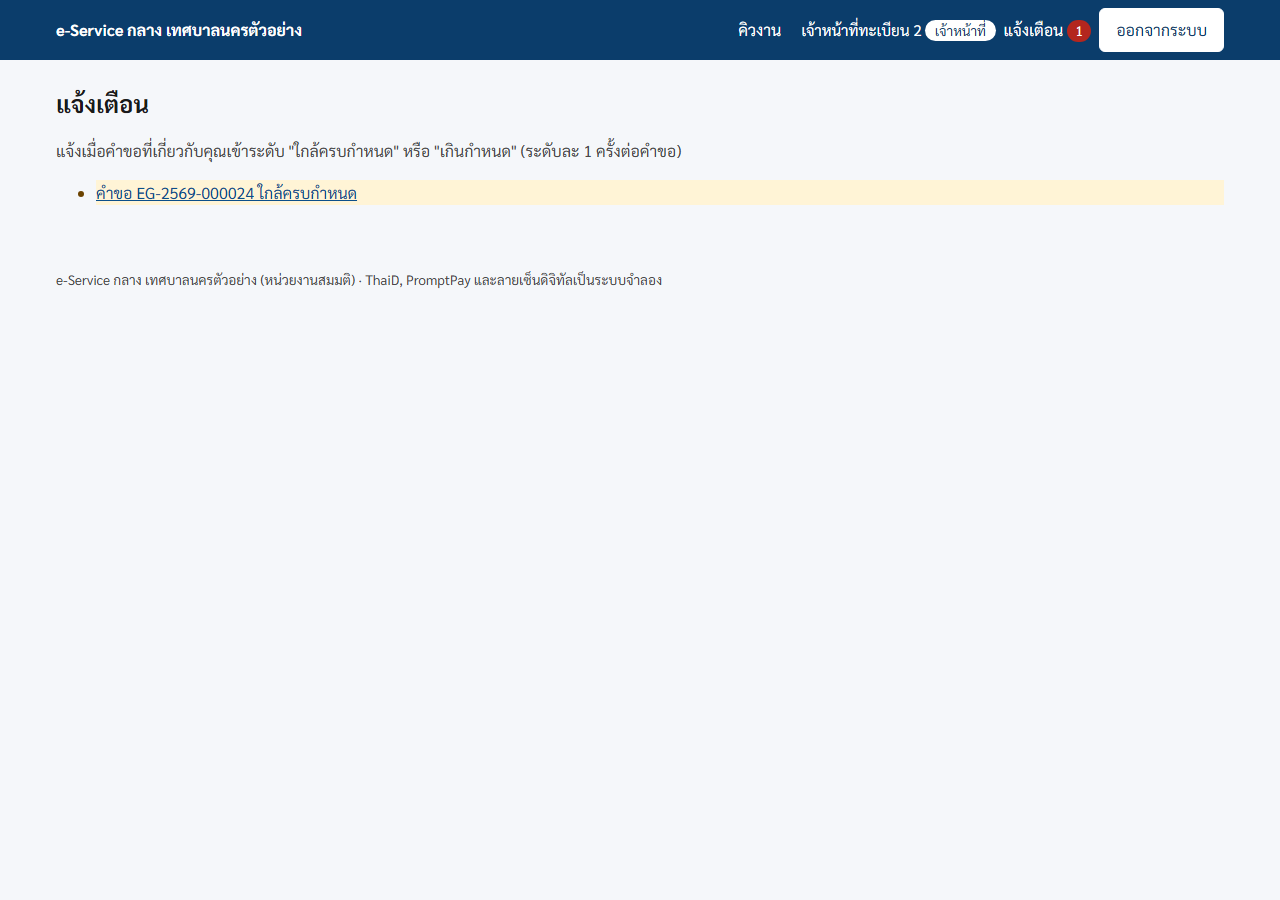 e-Service กลาง เทศบาลนครตัวอย่าง
คิวงาน เจ้าหน้าที่ทะเบียน 2 เจ้าหน้าที่ แจ้งเตือน 1 ออกจากระบบ
แจ้งเตือน
แจ้งเมื่อคำขอที่เกี่ยวกับคุณเข้าระดับ "ใกล้ครบกำหนด" หรือ "เกินกำหนด" (ระดับละ 1 ครั้งต่อคำขอ)
คำขอ EG-2569-000024 ใกล้ครบกำหนด
e-Service กลาง เทศบาลนครตัวอย่าง (หน่วยงานสมมติ) · ThaiD, PromptPay และลายเซ็นดิจิทัลเป็นระบบจำลอง